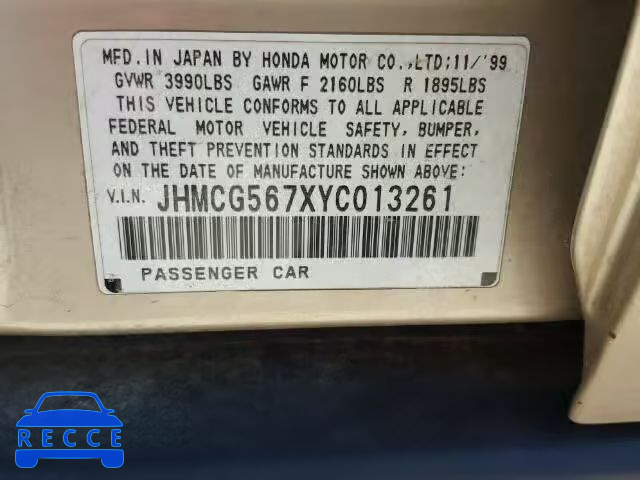 MFD. IN JAPAN BY HONDA MOTOR CO.,LTD;11/'99
GVWR 3990LBS GAWR F 2160LBS R 1895LBS
THIS VEHICLE CONFORMS TO ALL APPLICABLE
FEDERAL MOTOR VEHICLE SAFETY, BUMPER,
AND THEFT PREVENTION STANDARDS IN EFFECT
ON THE DATE OF MANUFACTURE SHOWN ABOVE.
V.I.N. JHMCG567XYC013261
PASSENGER CAR
RECCE